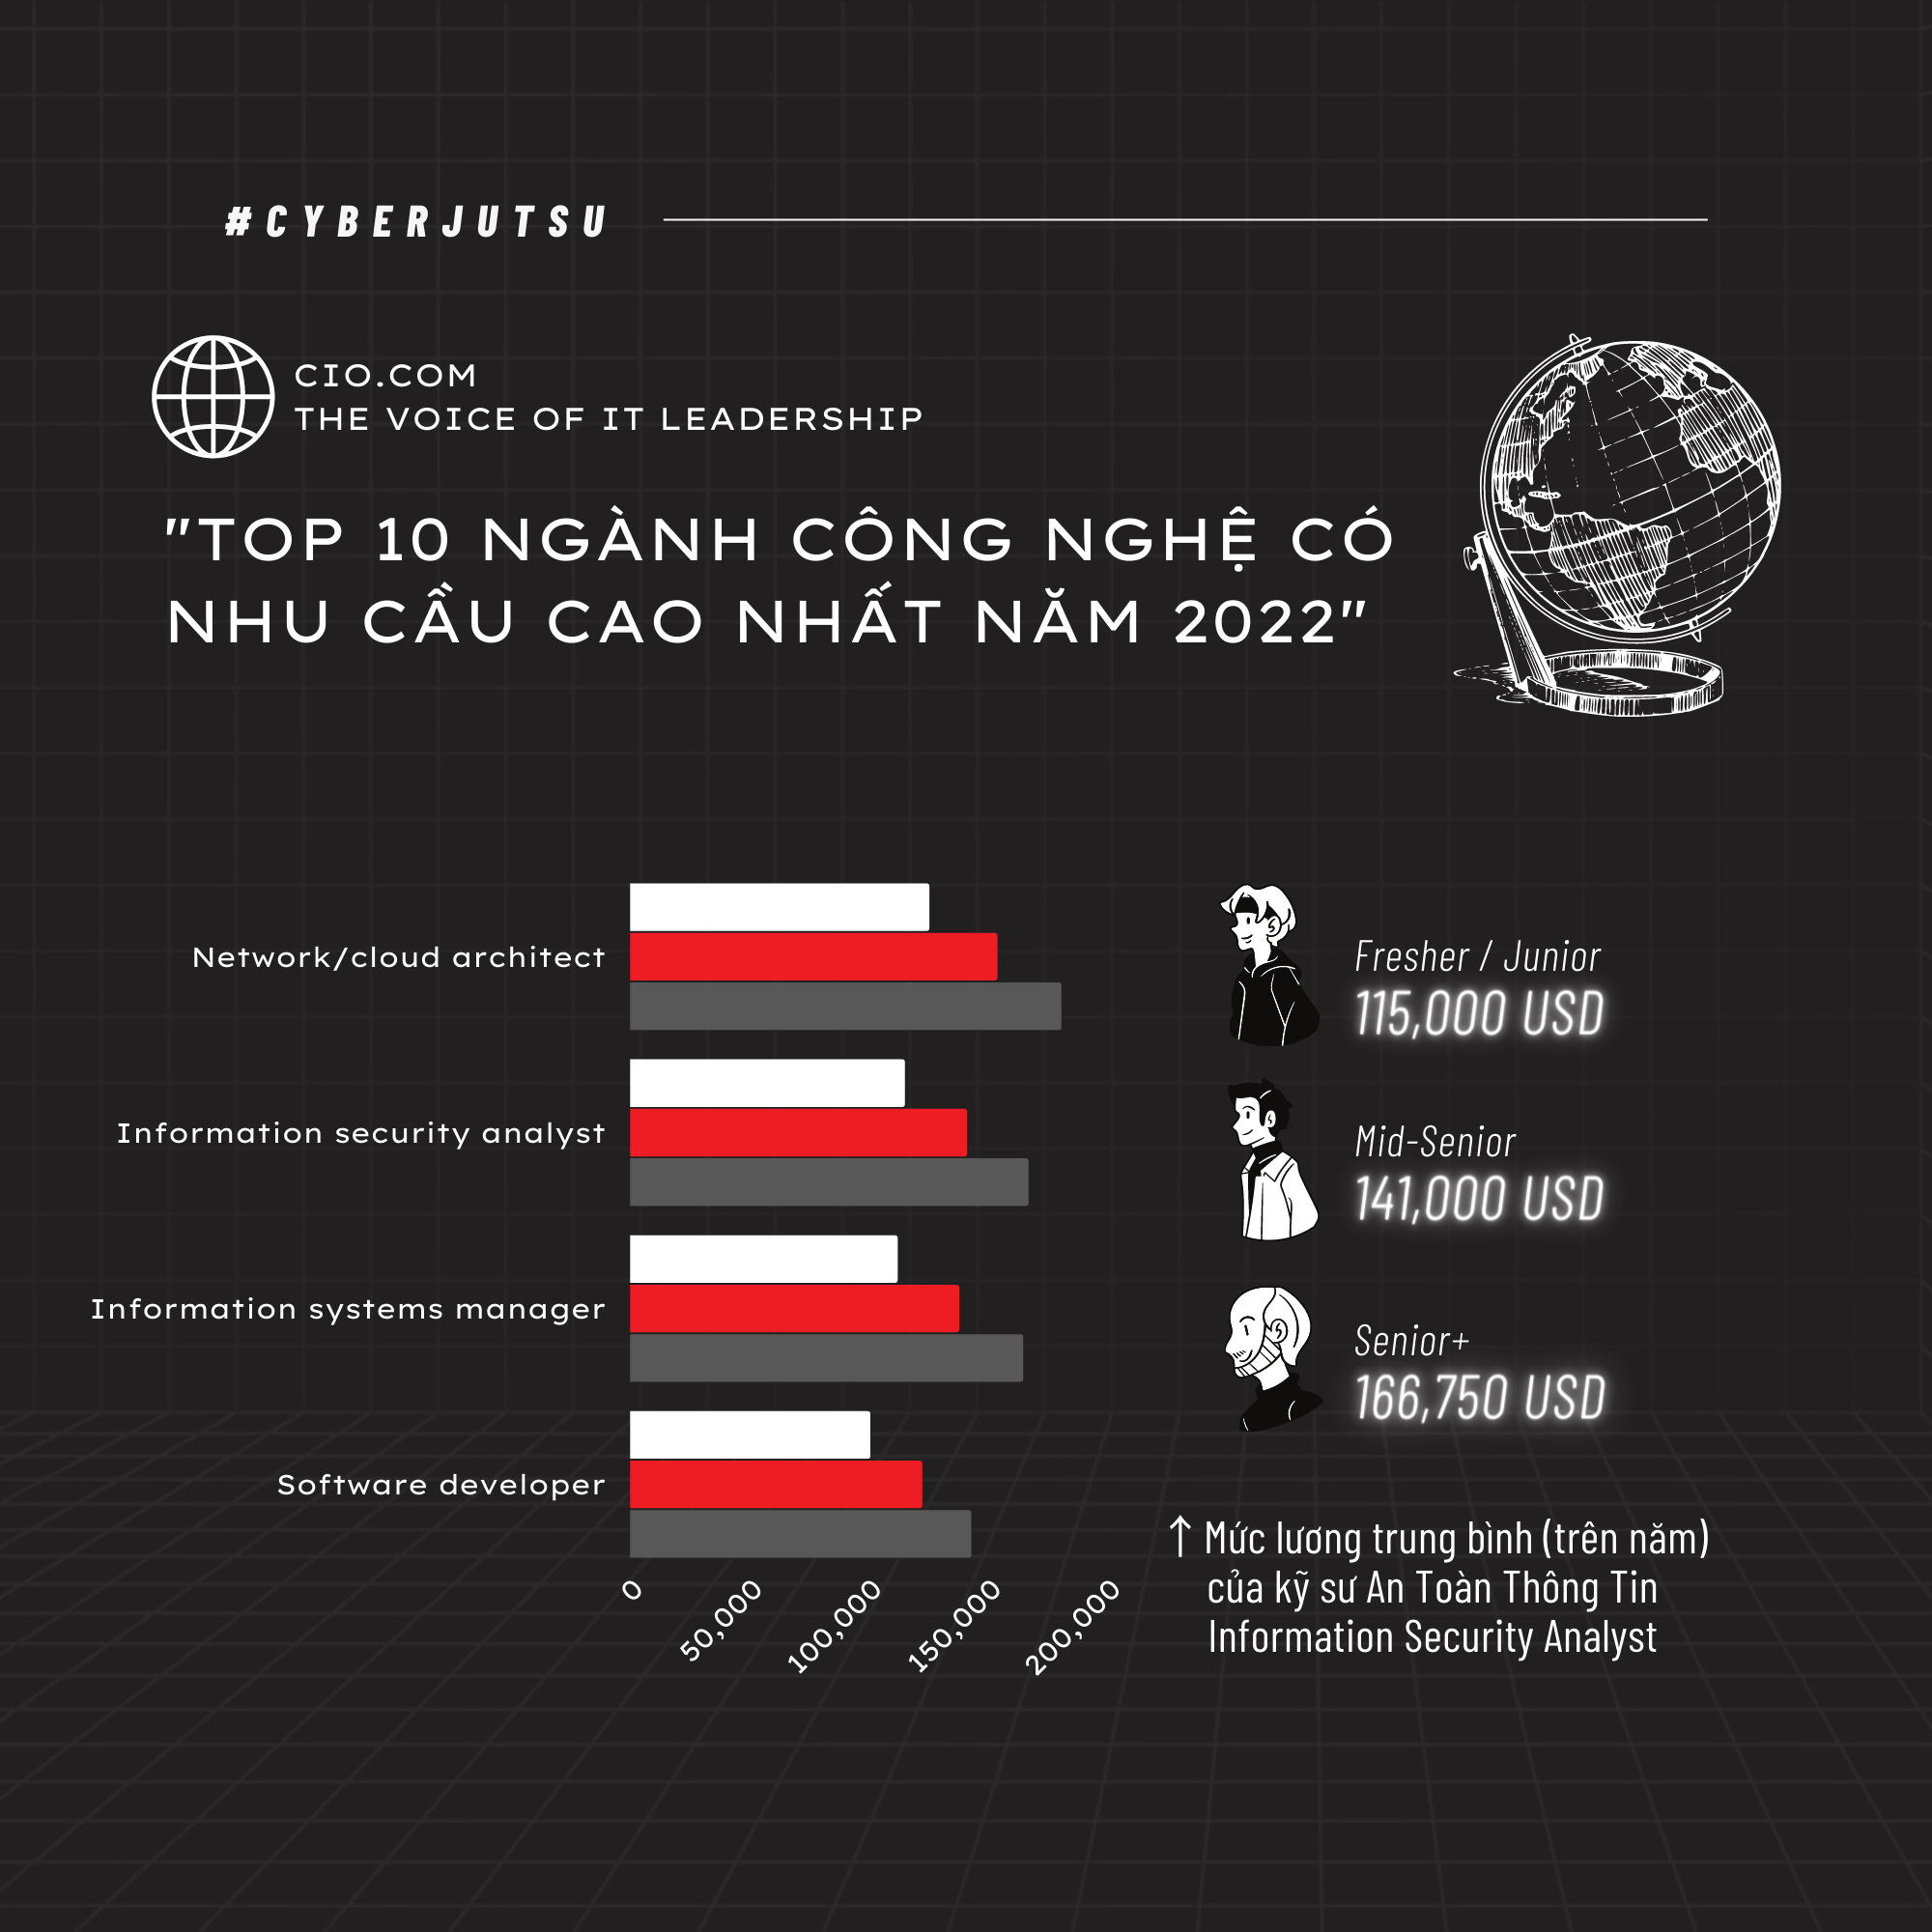 #CYBERJUTSU
CIO.COM
THE VOICE OF IT LEADERSHIP
"TOP 10 NGÀNH CÔNG NGHỆ CÓ
NHU CẦU CAO NHẤT NĂM 2022"
Network/cloud architect
Information security analyst
Information systems manager
Software developer
0
50,000
100,000
150,000
200,000
Fresher / Junior
115,000 USD
Mid-Senior
141,000 USD
Senior+
166,750 USD
↑ Mức lương trung bình (trên năm)
của kỹ sư An Toàn Thông Tin
Information Security Analyst